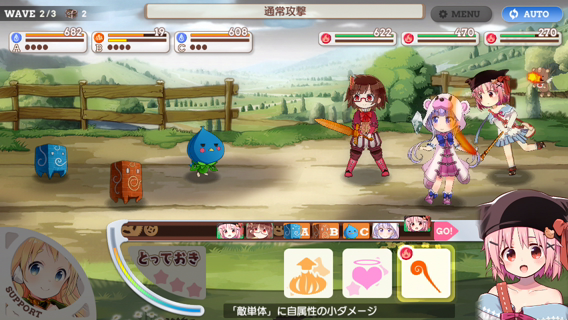 WAVE 2/3 2
通常攻撃
MENU
AUTO
682
A
19
B
608
C
622
470
270
A B C GO!
とっておき
SUPPORT
「敵単体」に自属性の小ダメージ